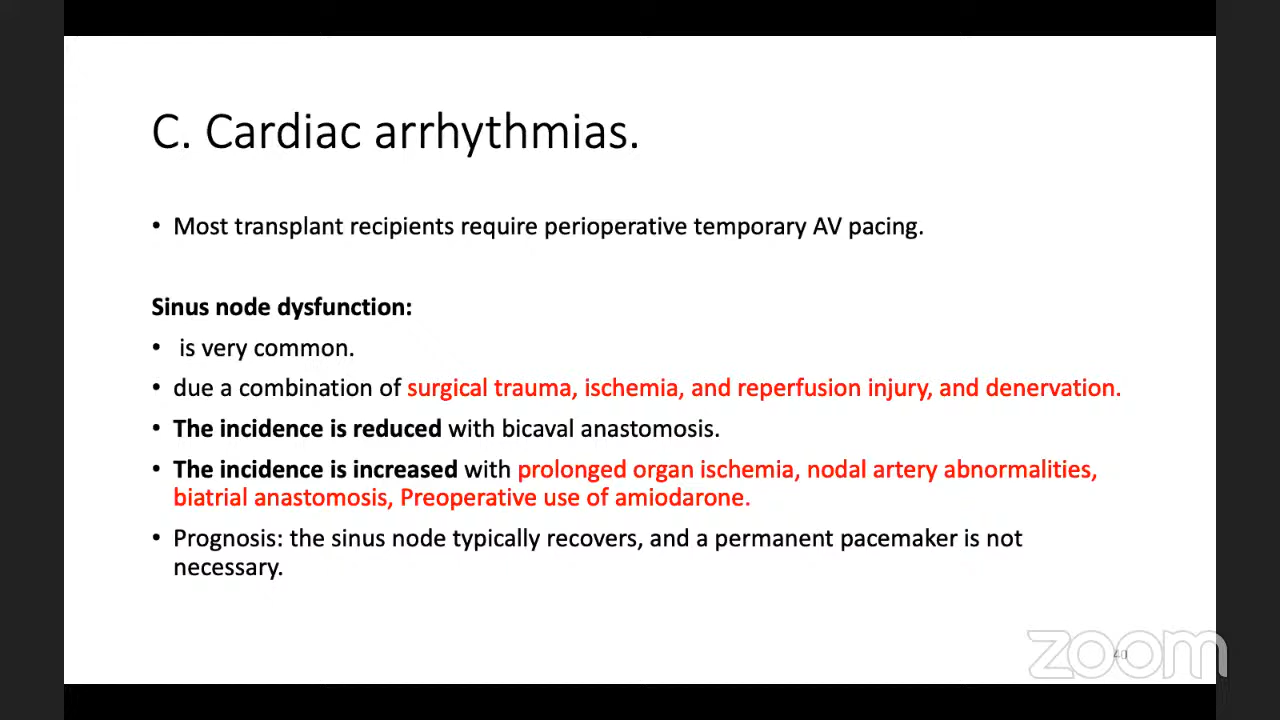 C. Cardiac arrhythmias.
• Most transplant recipients require perioperative temporary AV pacing.
Sinus node dysfunction:
• is very common.
• due a combination of surgical trauma, ischemia, and reperfusion injury, and denervation.
• The incidence is reduced with bicaval anastomosis.
• The incidence is increased with prolonged organ ischemia, nodal artery abnormalities,
biatrial anastomosis, Preoperative use of amiodarone.
• Prognosis: the sinus node typically recovers, and a permanent pacemaker is not
necessary.
40
zoom